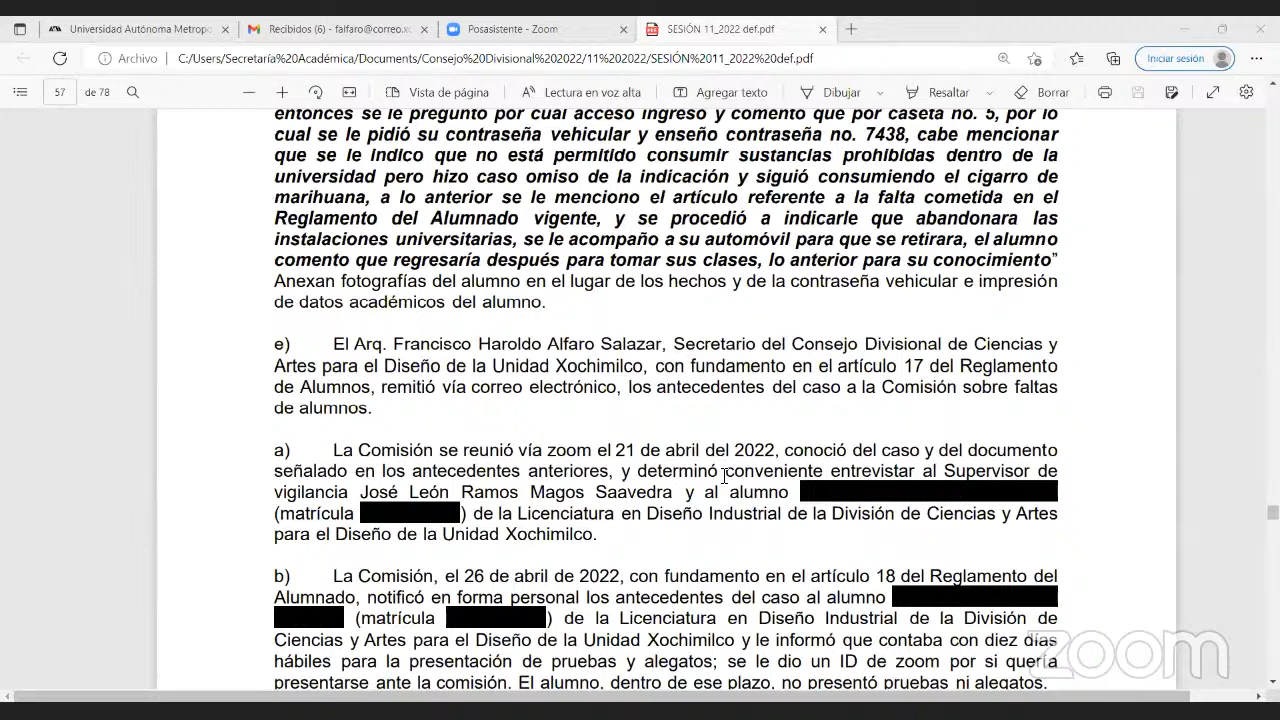 Universidad Autónoma Metropo
Recibidos (6) - falfaro@correo.xo
Posasistente - Zoom
SESIÓN 11_2022 def.pdf
Archivo
C:/Users/Secretaría%20Académica/Documents/Consejo%20Divisional%202022/11%202022/SESIÓN%2011_2022%20def.pdf
Iniciar sesión
57 de 78
Vista de página
Lectura en voz alta
Agregar texto
Dibujar
Resaltar
Borrar
entonces se le pregunto por cual acceso ingreso y comento que por caseta no. 5, por lo
cual se le pidió su contraseña vehicular y enseño contraseña no. 7438, cabe mencionar
que se le indico que no está permitido consumir sustancias prohibidas dentro de la
universidad pero hizo caso omiso de la indicación y siguió consumiendo el cigarro de
marihuana, a lo anterior se le menciono el artículo referente a la falta cometida en el
Reglamento del Alumnado vigente, y se procedió a indicarle que abandonara las
instalaciones universitarias, se le acompaño a su automóvil para que se retirara, el alumno
comento que regresaría después para tomar sus clases, lo anterior para su conocimiento”
Anexan fotografías del alumno en el lugar de los hechos y de la contraseña vehicular e impresión
de datos académicos del alumno.
e) El Arq. Francisco Haroldo Alfaro Salazar, Secretario del Consejo Divisional de Ciencias y
Artes para el Diseño de la Unidad Xochimilco, con fundamento en el artículo 17 del Reglamento
de Alumnos, remitió vía correo electrónico, los antecedentes del caso a la Comisión sobre faltas
de alumnos.
a) La Comisión se reunió vía zoom el 21 de abril del 2022, conoció del caso y del documento
señalado en los antecedentes anteriores, y determinó conveniente entrevistar al Supervisor de
vigilancia José León Ramos Magos Saavedra y al alumno
(matrícula ) de la Licenciatura en Diseño Industrial de la División de Ciencias y Artes
para el Diseño de la Unidad Xochimilco.
b) La Comisión, el 26 de abril de 2022, con fundamento en el artículo 18 del Reglamento del
Alumnado, notificó en forma personal los antecedentes del caso al alumno
(matrícula ) de la Licenciatura en Diseño Industrial de la División de
Ciencias y Artes para el Diseño de la Unidad Xochimilco y le informó que contaba con diez días
hábiles para la presentación de pruebas y alegatos; se le dio un ID de zoom por si quería
presentarse ante la comisión. El alumno, dentro de ese plazo, no presentó pruebas ni alegatos.
zoom